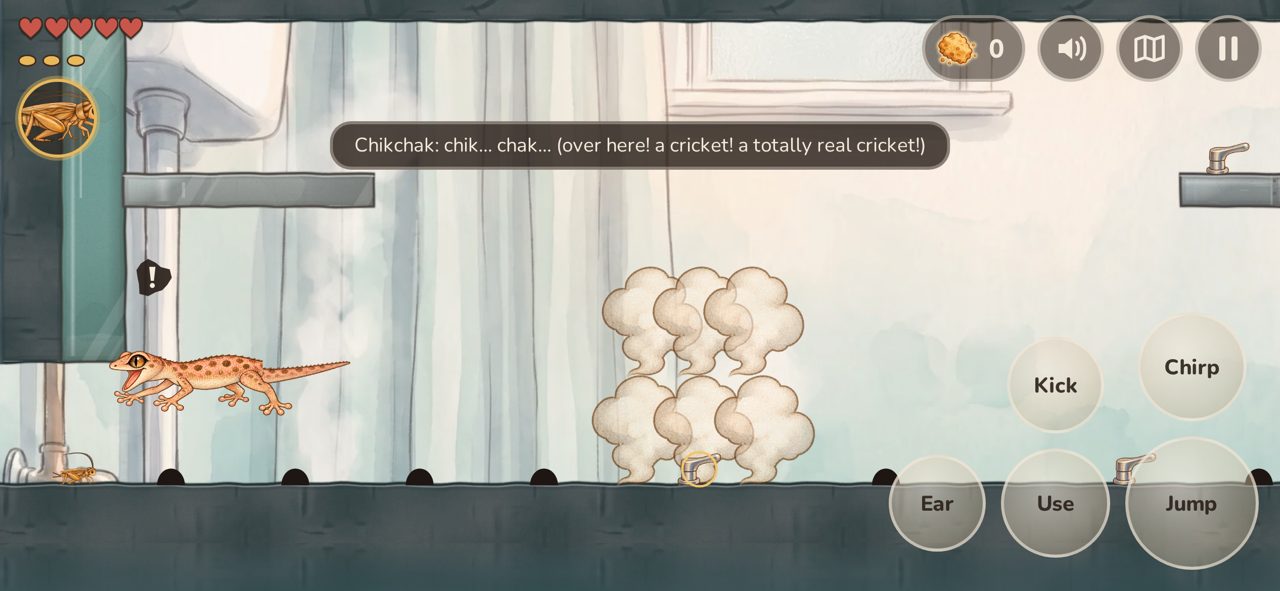 0
Chikchak: chik... chak... (over here! a cricket! a totally real cricket!)
!
Kick
Chirp
Ear
Use
Jump